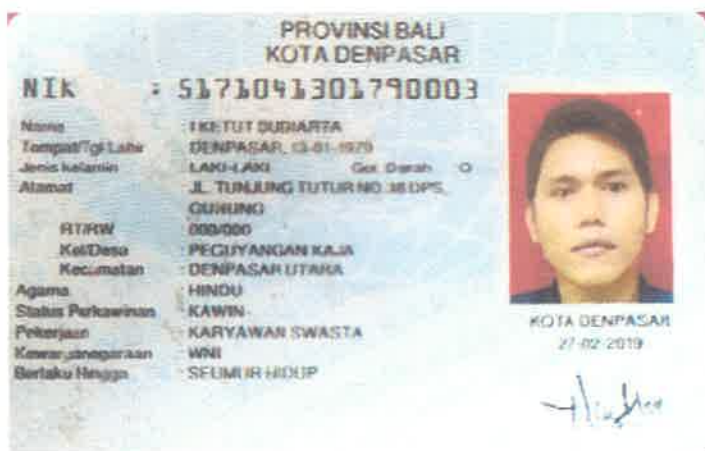 PROVINSI BALI
KOTA DENPASAR
NIK : 5171041301790003
Nama : I KETUT SUDIARTA
Tempat/Tgl Lahir : DENPASAR, 13-01-1979
Jenis kelamin : LAKI-LAKI Gol. Darah : O
Alamat : JL. TUNJUNG TUTUR NO. 38 DPS.
GUNUNG
RT/RW : 000/000
Kel/Desa : PEGUYANGAN KAJA
Kecamatan : DENPASAR UTARA
Agama : HINDU
Status Perkawinan : KAWIN
Pekerjaan : KARYAWAN SWASTA
Kewarganegaraan : WNI
Berlaku Hingga : SEUMUR HIDUP
KOTA DENPASAR
27-02-2019